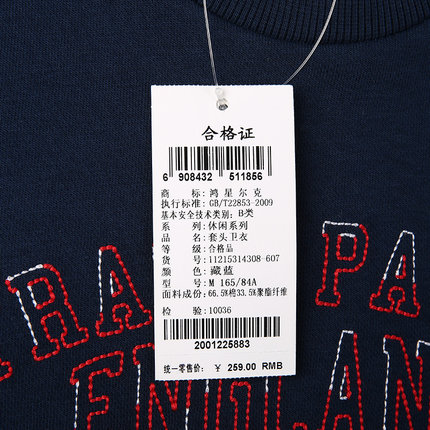 合格证
6 908432 511856
商 标: 鸿 星 尔 克
执行标准: GB/T22853-2009
基本安全技术类别: B类
系 列: 休闲系列
品 名: 套头卫衣
等 级: 合格品
货 号: 11215314308-607
颜 色: 藏蓝
型 号: M 165/84A
面料成份: 66.5%棉33.5%聚酯纤维
检 验: 10036
2001225883
统一零售价: ¥ 259.00 RMB
RA PA
ENGLAN